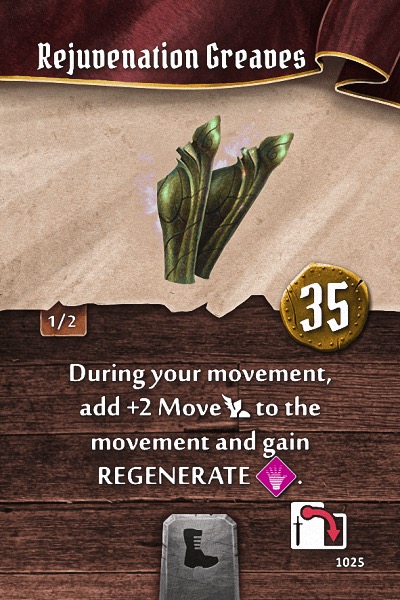 Rejuvenation Greaves
35
1/2
During your movement,
add +2 Move to the
movement and gain
REGENERATE.
1025